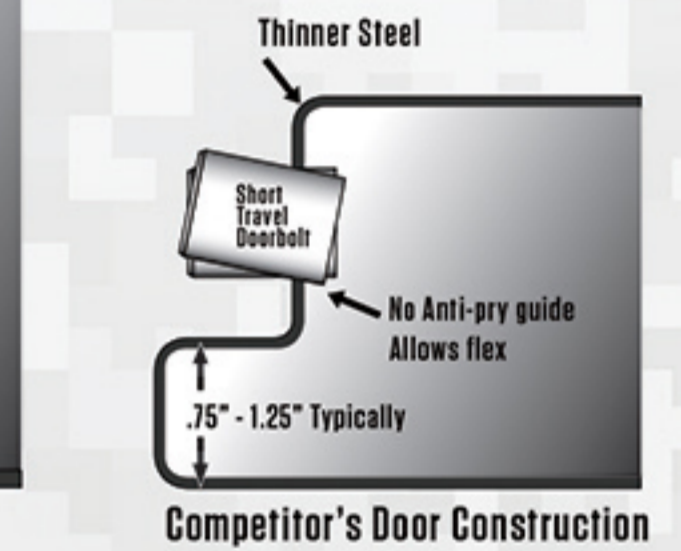 Thinner Steel
Short
Travel
Doorbolt
No Anti-pry guide
Allows flex
.75” - 1.25” Typically
Competitor’s Door Construction